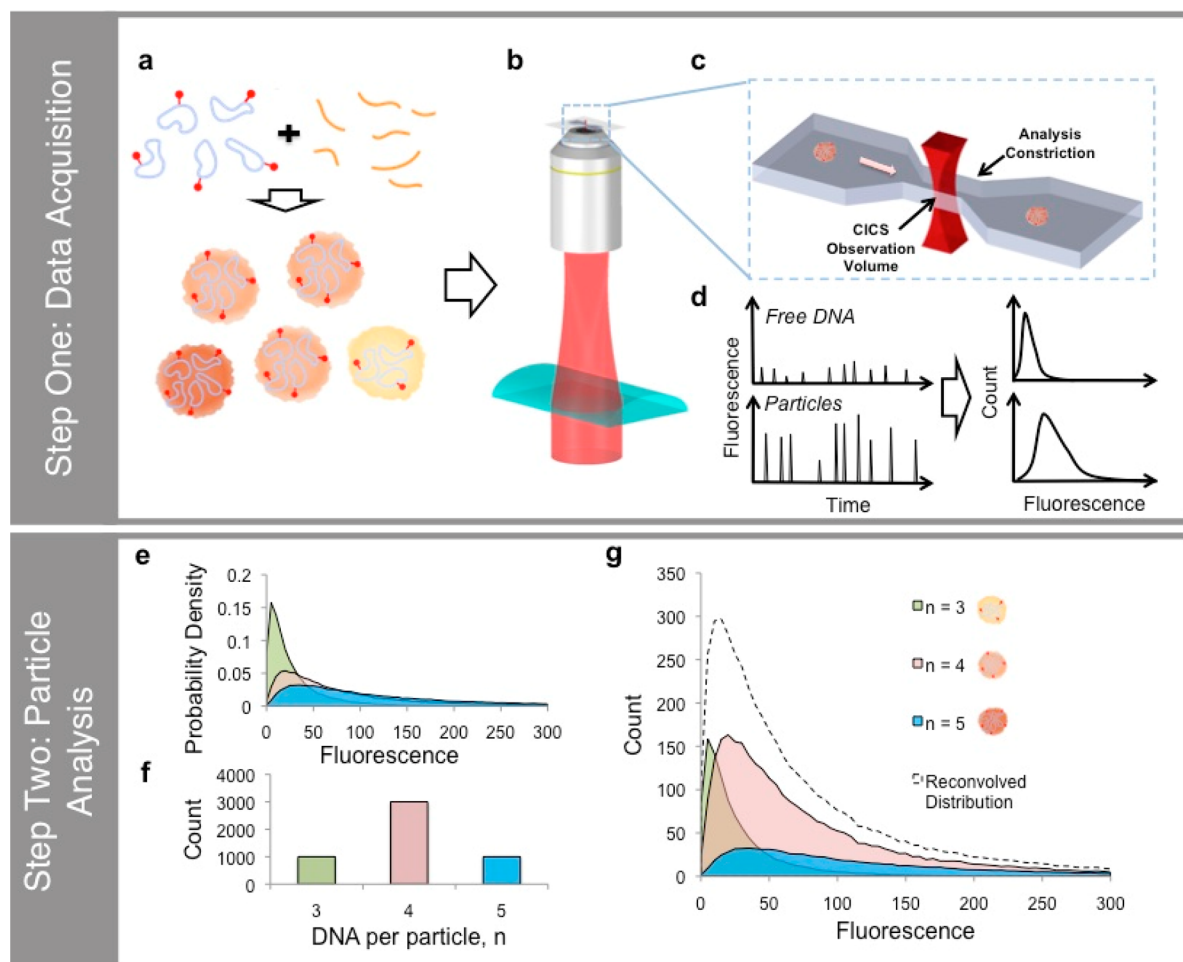 Step One: Data Acquisition
a
b
c
+
Analysis
Constriction
CICS
Observation
Volume
d
Free DNA
Particles
Fluorescence
Time
Count
Fluorescence
Step Two: Particle
Analysis
e
Probability Density
0.2
0.15
0.1
0.05
0
0 50 100 150 200 250 300
Fluorescence
f
Count
4000
3000
2000
1000
0
3 4 5
DNA per particle, n
g
Count
350
300
250
200
150
100
50
0
0 50 100 150 200 250 300
Fluorescence
n = 3
n = 4
n = 5
Reconvolved
Distribution